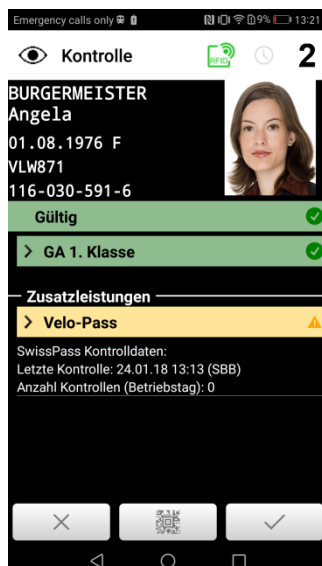 Emergency calls only 9% 13:21
Kontrolle RFID 2
BURGERMEISTER
Angela
01.08.1976 F
VLW871
116-030-591-6
Gültig
GA 1. Klasse
Zusatzleistungen
Velo-Pass
SwissPass Kontrolldaten:
Letzte Kontrolle: 24.01.18 13:13 (SBB)
Anzahl Kontrollen (Betriebstag): 0